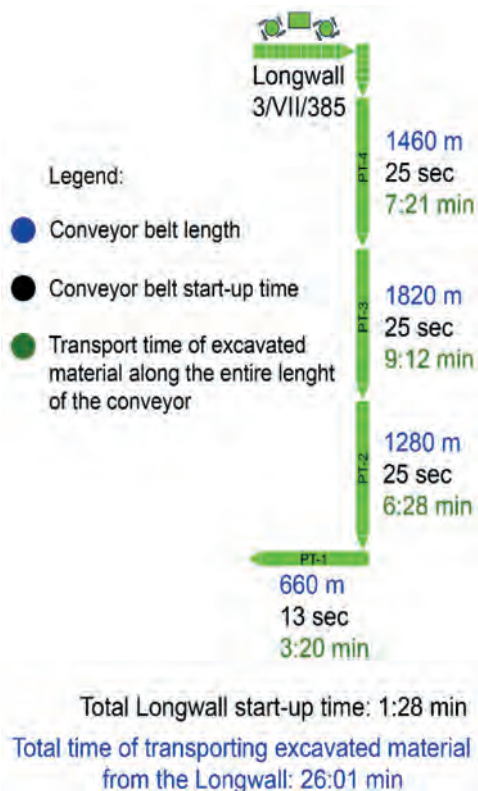 Longwall
3/VII/385
PT-4
1460 m
25 sec
7:21 min
Legend:
Conveyor belt length
Conveyor belt start-up time
Transport time of excavated
material along the entire lenght
of the conveyor
PT-3
1820 m
25 sec
9:12 min
PT-2
1280 m
25 sec
6:28 min
PT-1
660 m
13 sec
3:20 min
Total Longwall start-up time: 1:28 min
Total time of transporting excavated material
from the Longwall: 26:01 min